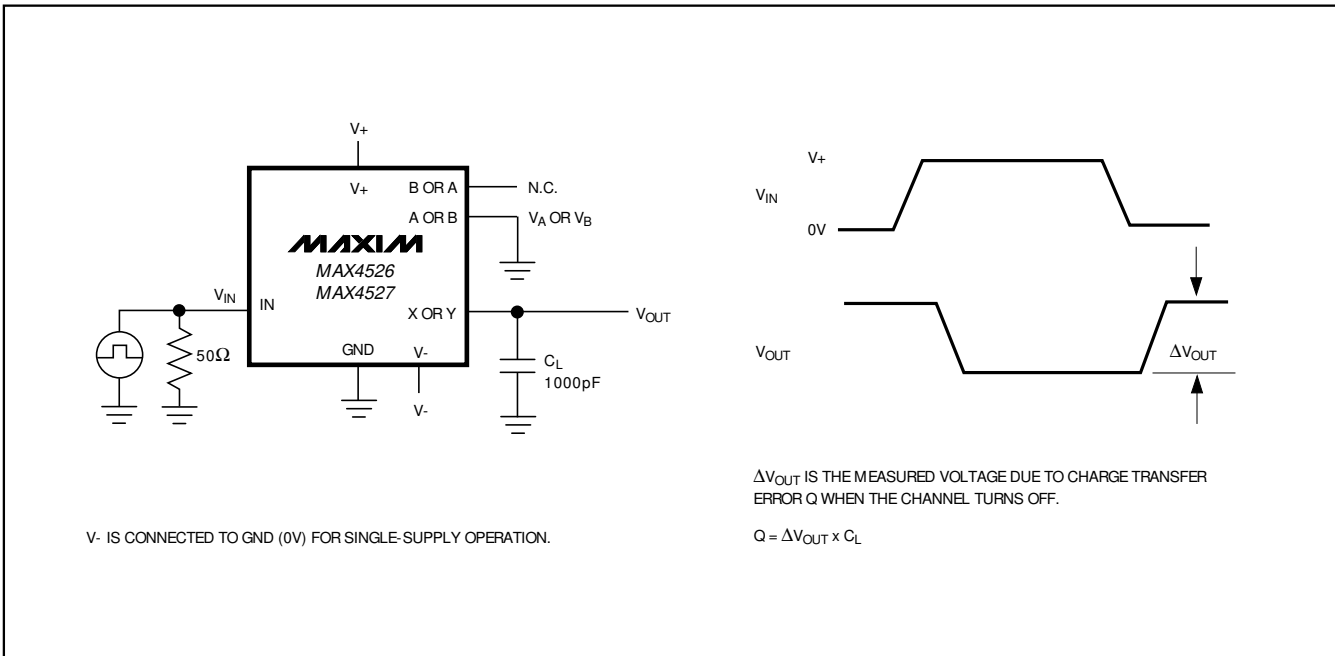 V+
V+
B OR A
N.C.
A OR B
VA OR VB
MAXIM
MAX4526
MAX4527
VIN
IN
X OR Y
VOUT
50Ω
GND
V-
CL
1000pF
V-
V- IS CONNECTED TO GND (0V) FOR SINGLE-SUPPLY OPERATION.
V+
VIN
0V
VOUT
ΔVOUT
ΔVOUT IS THE MEASURED VOLTAGE DUE TO CHARGE TRANSFER
ERROR Q WHEN THE CHANNEL TURNS OFF.
Q = ΔVOUT x CL